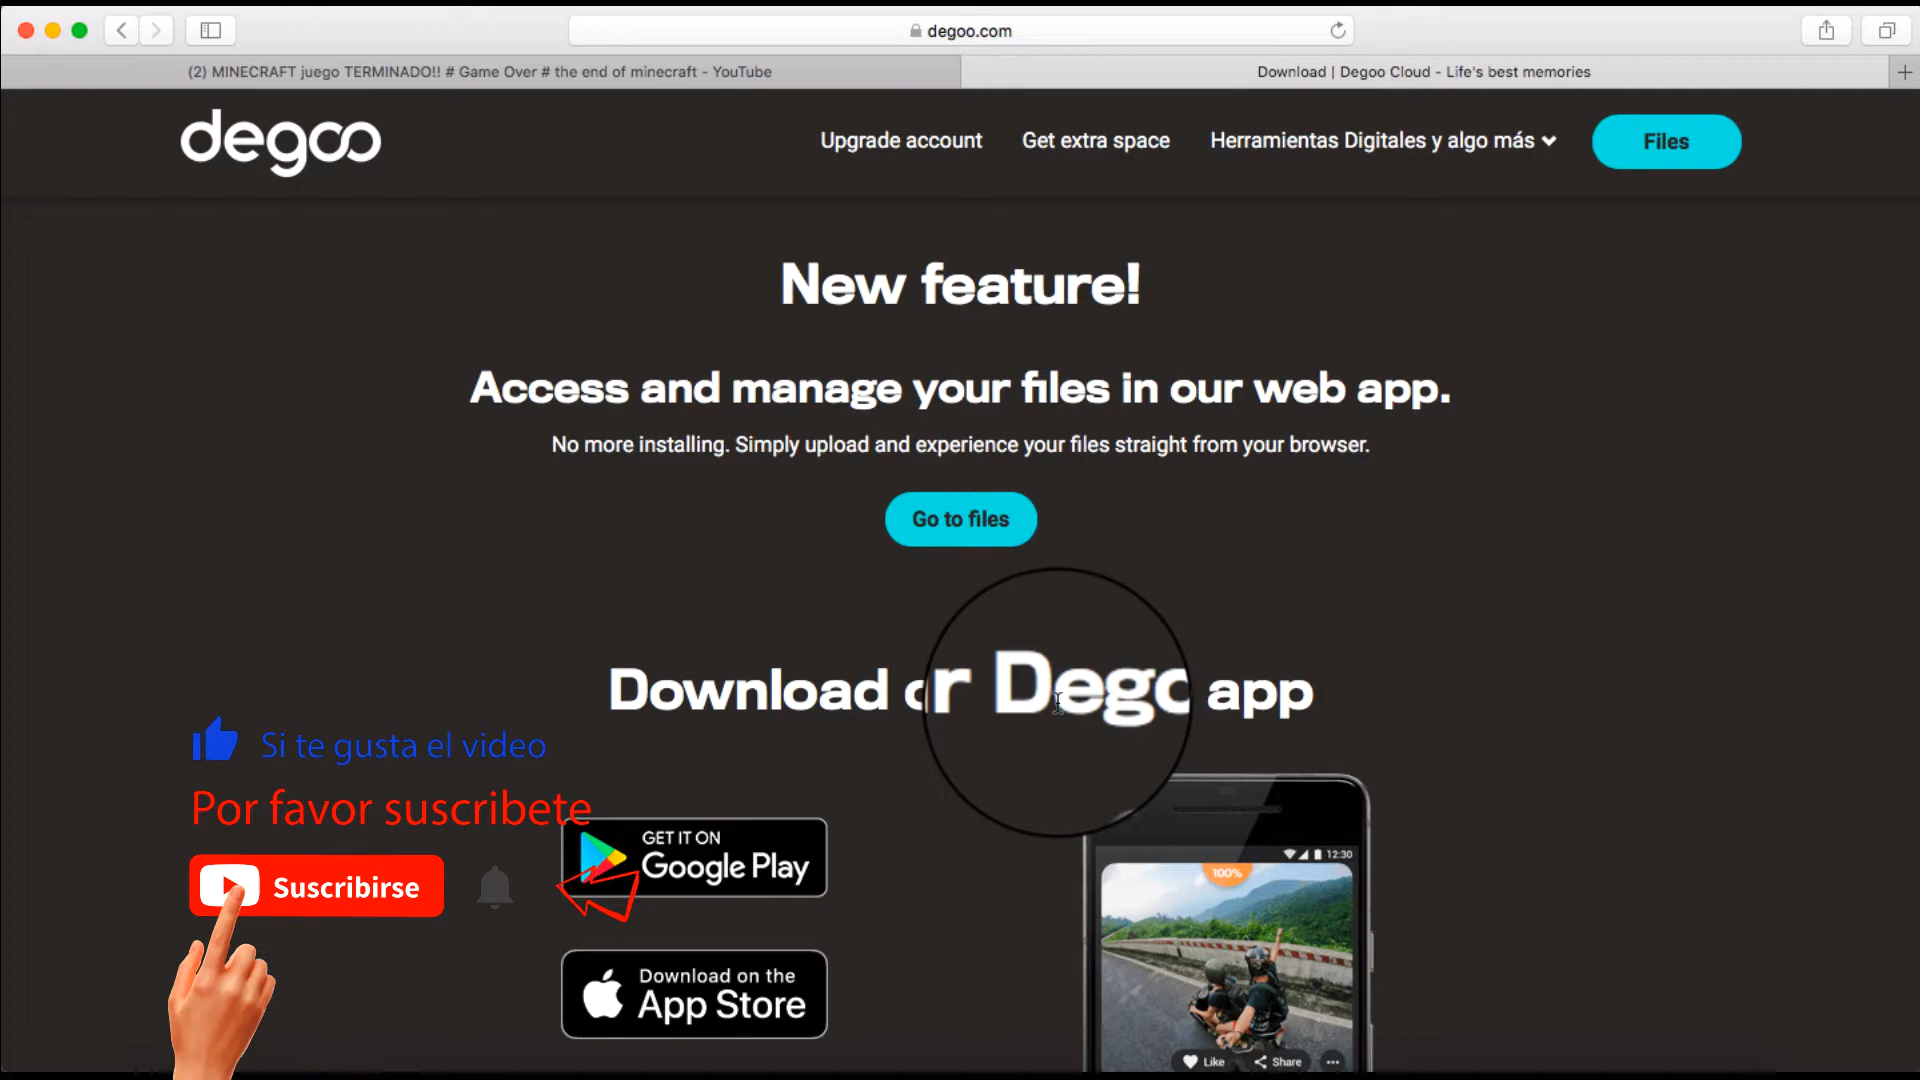 degoo.com
(2) MINECRAFT juego TERMINADO!! # Game Over # the end of minecraft - YouTube
Download | Degoo Cloud - Life's best memories
degoo
Upgrade account
Get extra space
Herramientas Digitales y algo más
Files
New feature!
Access and manage your files in our web app.
No more installing. Simply upload and experience your files straight from your browser.
Go to files
Download or Dego app
Si te gusta el video
Por favor suscribete
Suscribirse
GET IT ON
Google Play
Download on the
App Store
12:30
100%
Like
Share